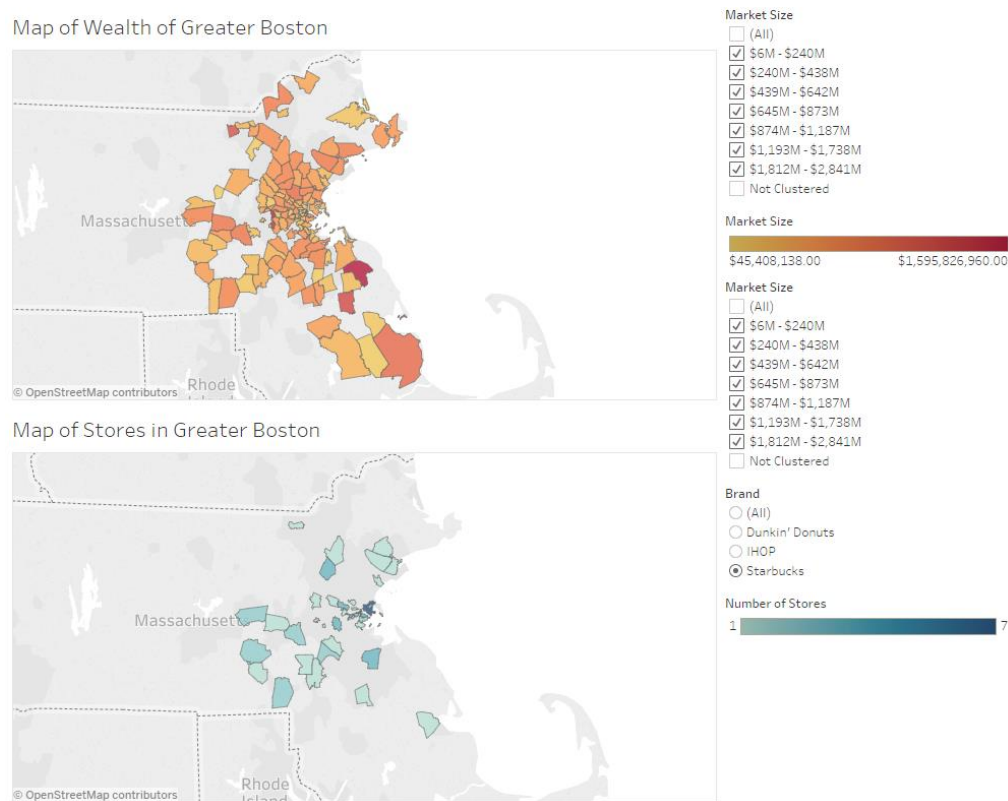 Map of Wealth of Greater Boston
Massachusett
Rhode
© OpenStreetMap contributors
Map of Stores in Greater Boston
Massachusett
Rhode
Island
© OpenStreetMap contributors
Market Size
(All)
$6M - $240M
$240M - $438M
$439M - $642M
$645M - $873M
$874M - $1,187M
$1,193M - $1,738M
$1,812M - $2,841M
Not Clustered
Market Size
$45,408,138.00 $1,595,826,960.00
Market Size
(All)
$6M - $240M
$240M - $438M
$439M - $642M
$645M - $873M
$874M - $1,187M
$1,193M - $1,738M
$1,812M - $2,841M
Not Clustered
Brand
(All)
Dunkin' Donuts
IHOP
Starbucks
Number of Stores
1 7